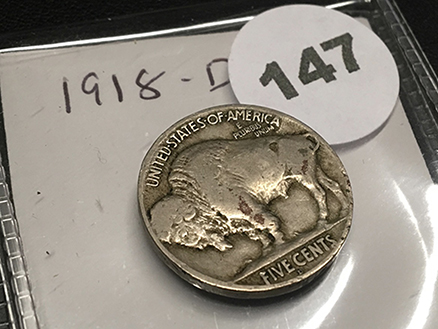 1918-D
147
UNITED STATES OF AMERICA
E
PLURIBUS
UNUM
FIVE CENTS